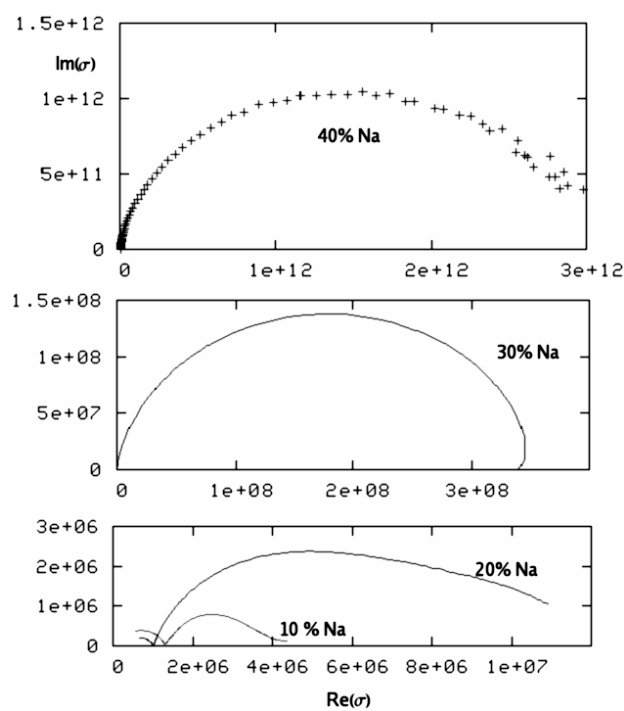 1.5e+12
Im(σ)
1e+12
40% Na
5e+11
0
0 1e+12 2e+12 3e+12
1.5e+08
30% Na
1e+08
5e+07
0
0 1e+08 2e+08 3e+08
3e+06
2e+06
20% Na
1e+06
10 % Na
0
0 2e+06 4e+06 6e+06 8e+06 1e+07
Re(σ)